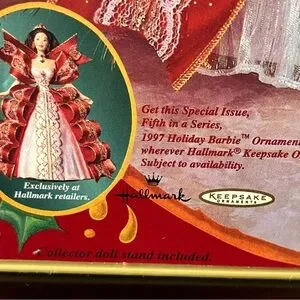 Get this Special Issue,
Fifth in a Series,
1997 Holiday Barbie™ Ornament
wherever Hallmark® Keepsake O
Subject to availability.
Exclusively at
Hallmark retailers.
Hallmark
KEEPSAKE
ORNAMENTS
Collector doll stand included.